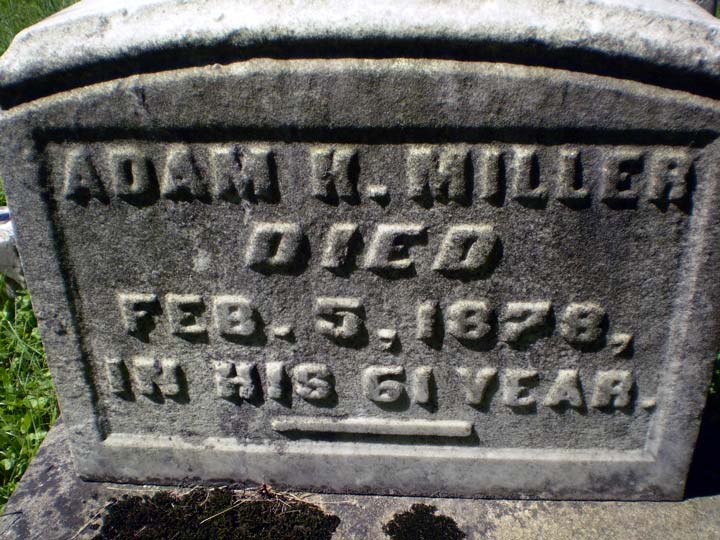 ADAM K. MILLER
DIED
FEB. 5, 1878,
IN HIS 61 YEAR.